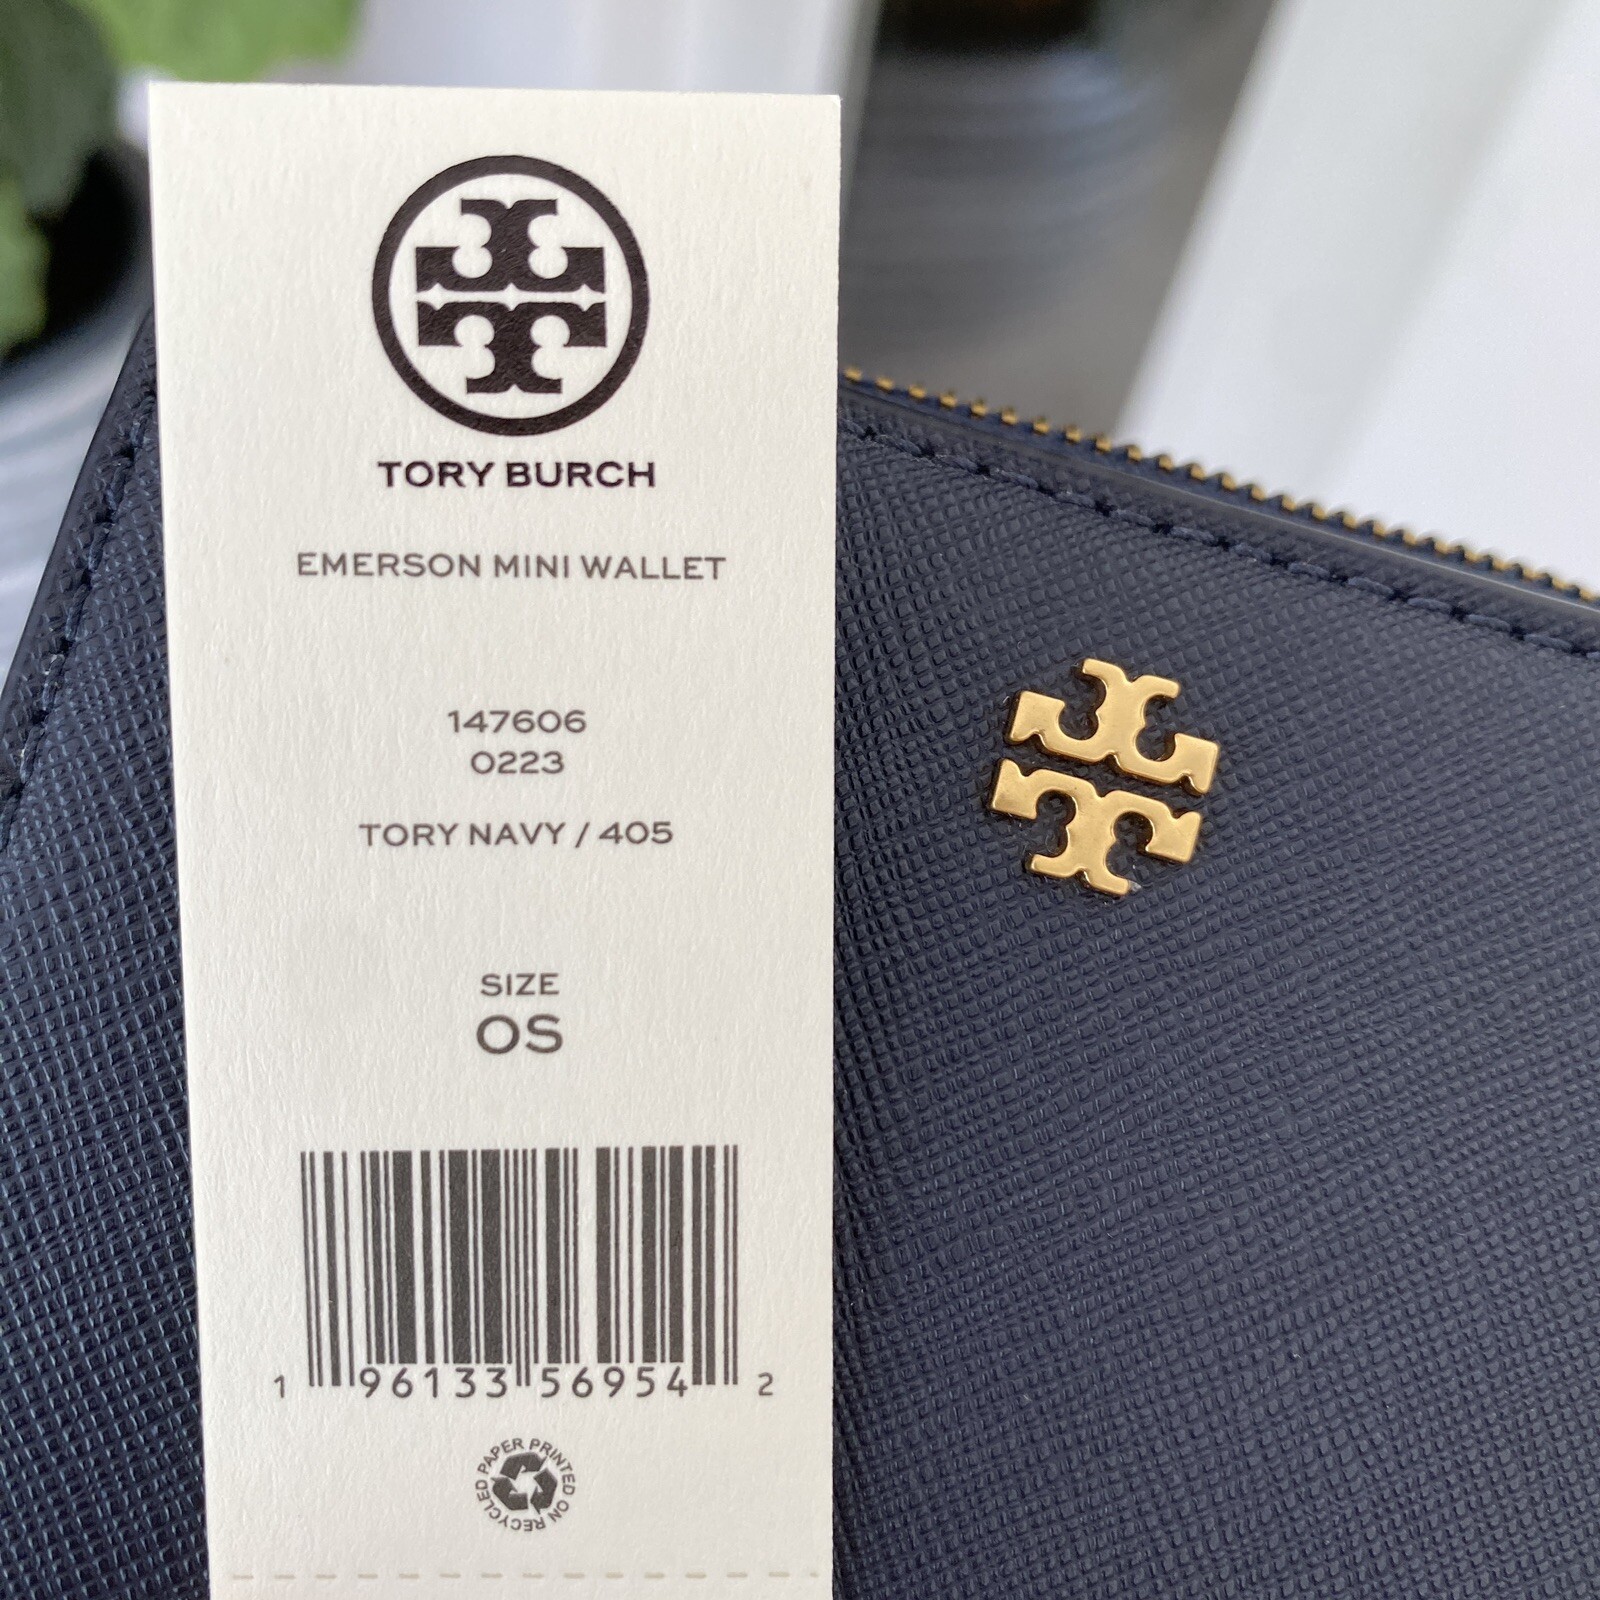 TORY BURCH
EMERSON MINI WALLET
147606
0223
TORY NAVY / 405
SIZE
OS
1 96133 56954 2
PRINTED ON RECYCLED PAPER